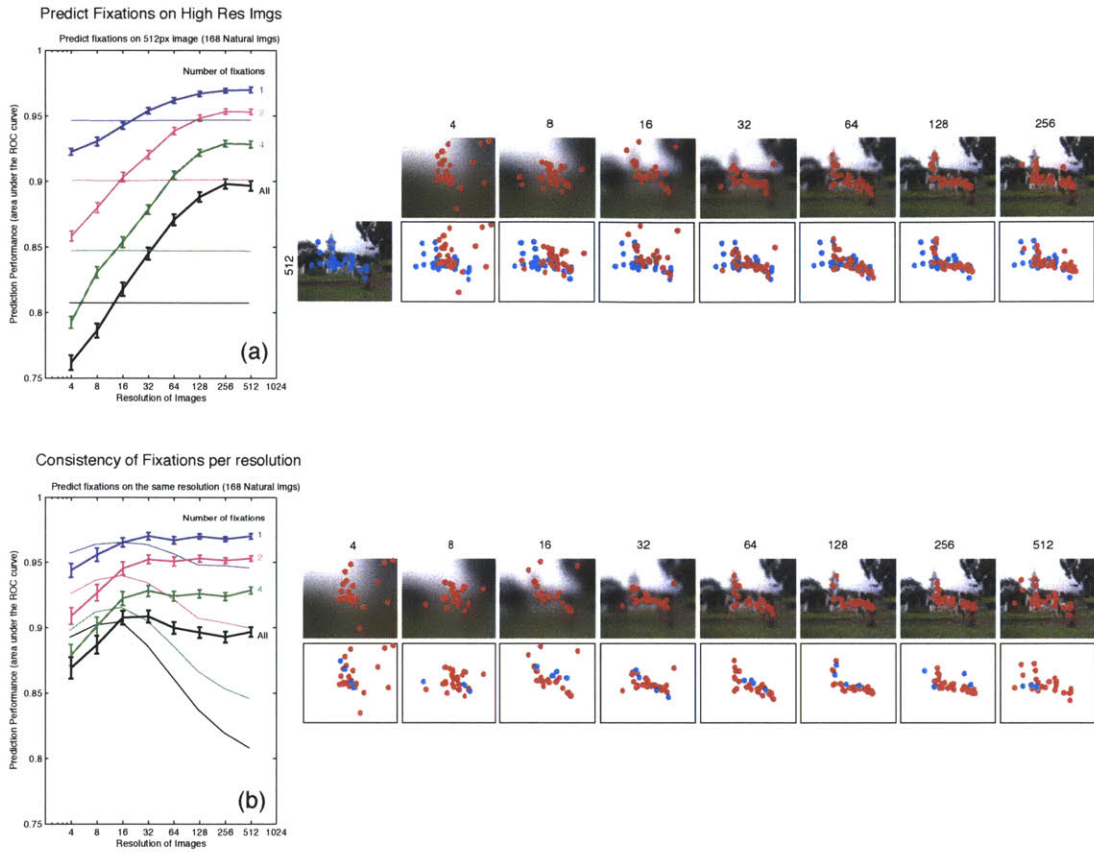 Predict Fixations on High Res Imgs
Predict fixations on 512px image (168 Natural Imgs)
Number of fixations
1
2
4
All
Prediction Performance (area under the ROC curve)
1
0.95
0.9
0.85
0.8
0.75
4 8 16 32 64 128 256 512 1024
Resolution of Images
(a)
4 8 16 32 64 128 256
512
Consistency of Fixations per resolution
Predict fixations on the same resolution (168 Natural Imgs)
Number of fixations
1
2
4
All
Prediction Performance (area under the ROC curve)
1
0.95
0.9
0.85
0.8
0.75
4 8 16 32 64 128 256 512 1024
Resolution of Images
(b)
4 8 16 32 64 128 256 512